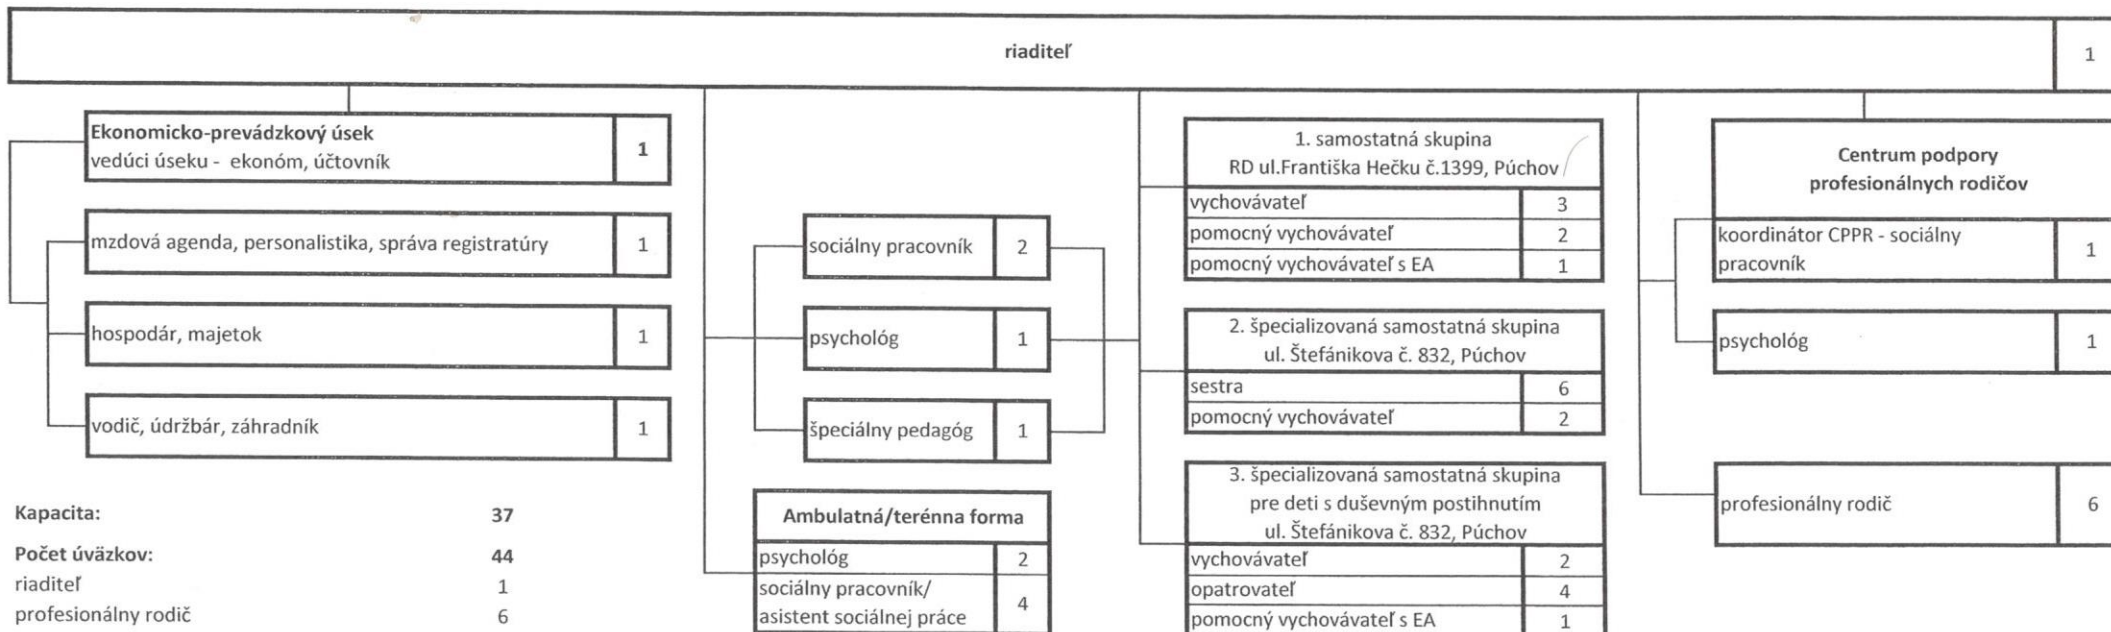 riaditeľ 1
Ekonomicko-prevádzkový úsek
vedúci úseku - ekonóm, účtovník 1
mzdová agenda, personalistika, správa registratúry 1
hospodár, majetok 1
vodič, údržbár, záhradník 1
Kapacita: 37
Počet úväzkov: 44
riaditeľ 1
profesionálny rodič 6
sociálny pracovník 2
psychológ 1
špeciálny pedagóg 1
Ambulatná/terénna forma
psychológ 2
sociálny pracovník/
asistent sociálnej práce 4
1. samostatná skupina
RD ul.Františka Hečku č.1399, Púchov
vychovávateľ 3
pomocný vychovávateľ 2
pomocný vychovávateľ s EA 1
2. špecializovaná samostatná skupina
ul. Štefánikova č. 832, Púchov
sestra 6
pomocný vychovávateľ 2
3. špecializovaná samostatná skupina
pre deti s duševným postihnutím
ul. Štefánikova č. 832, Púchov
vychovávateľ 2
opatrovateľ 4
pomocný vychovávateľ s EA 1
Centrum podpory
profesionálnych rodičov
koordinátor CPPR - sociálny
pracovník 1
psychológ 1
profesionálny rodič 6